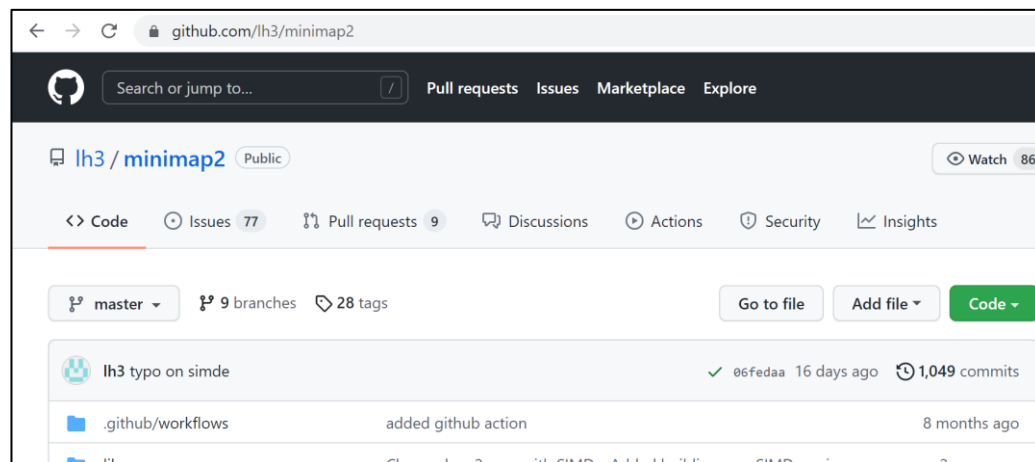 github.com/lh3/minimap2
Search or jump to... / Pull requests Issues Marketplace Explore
lh3 / minimap2 Public Watch 86
<> Code Issues 77 Pull requests 9 Discussions Actions Security Insights
master 9 branches 28 tags Go to file Add file Code
lh3 typo on simde 06fedaa 16 days ago 1,049 commits
.github/workflows added github action 8 months ago